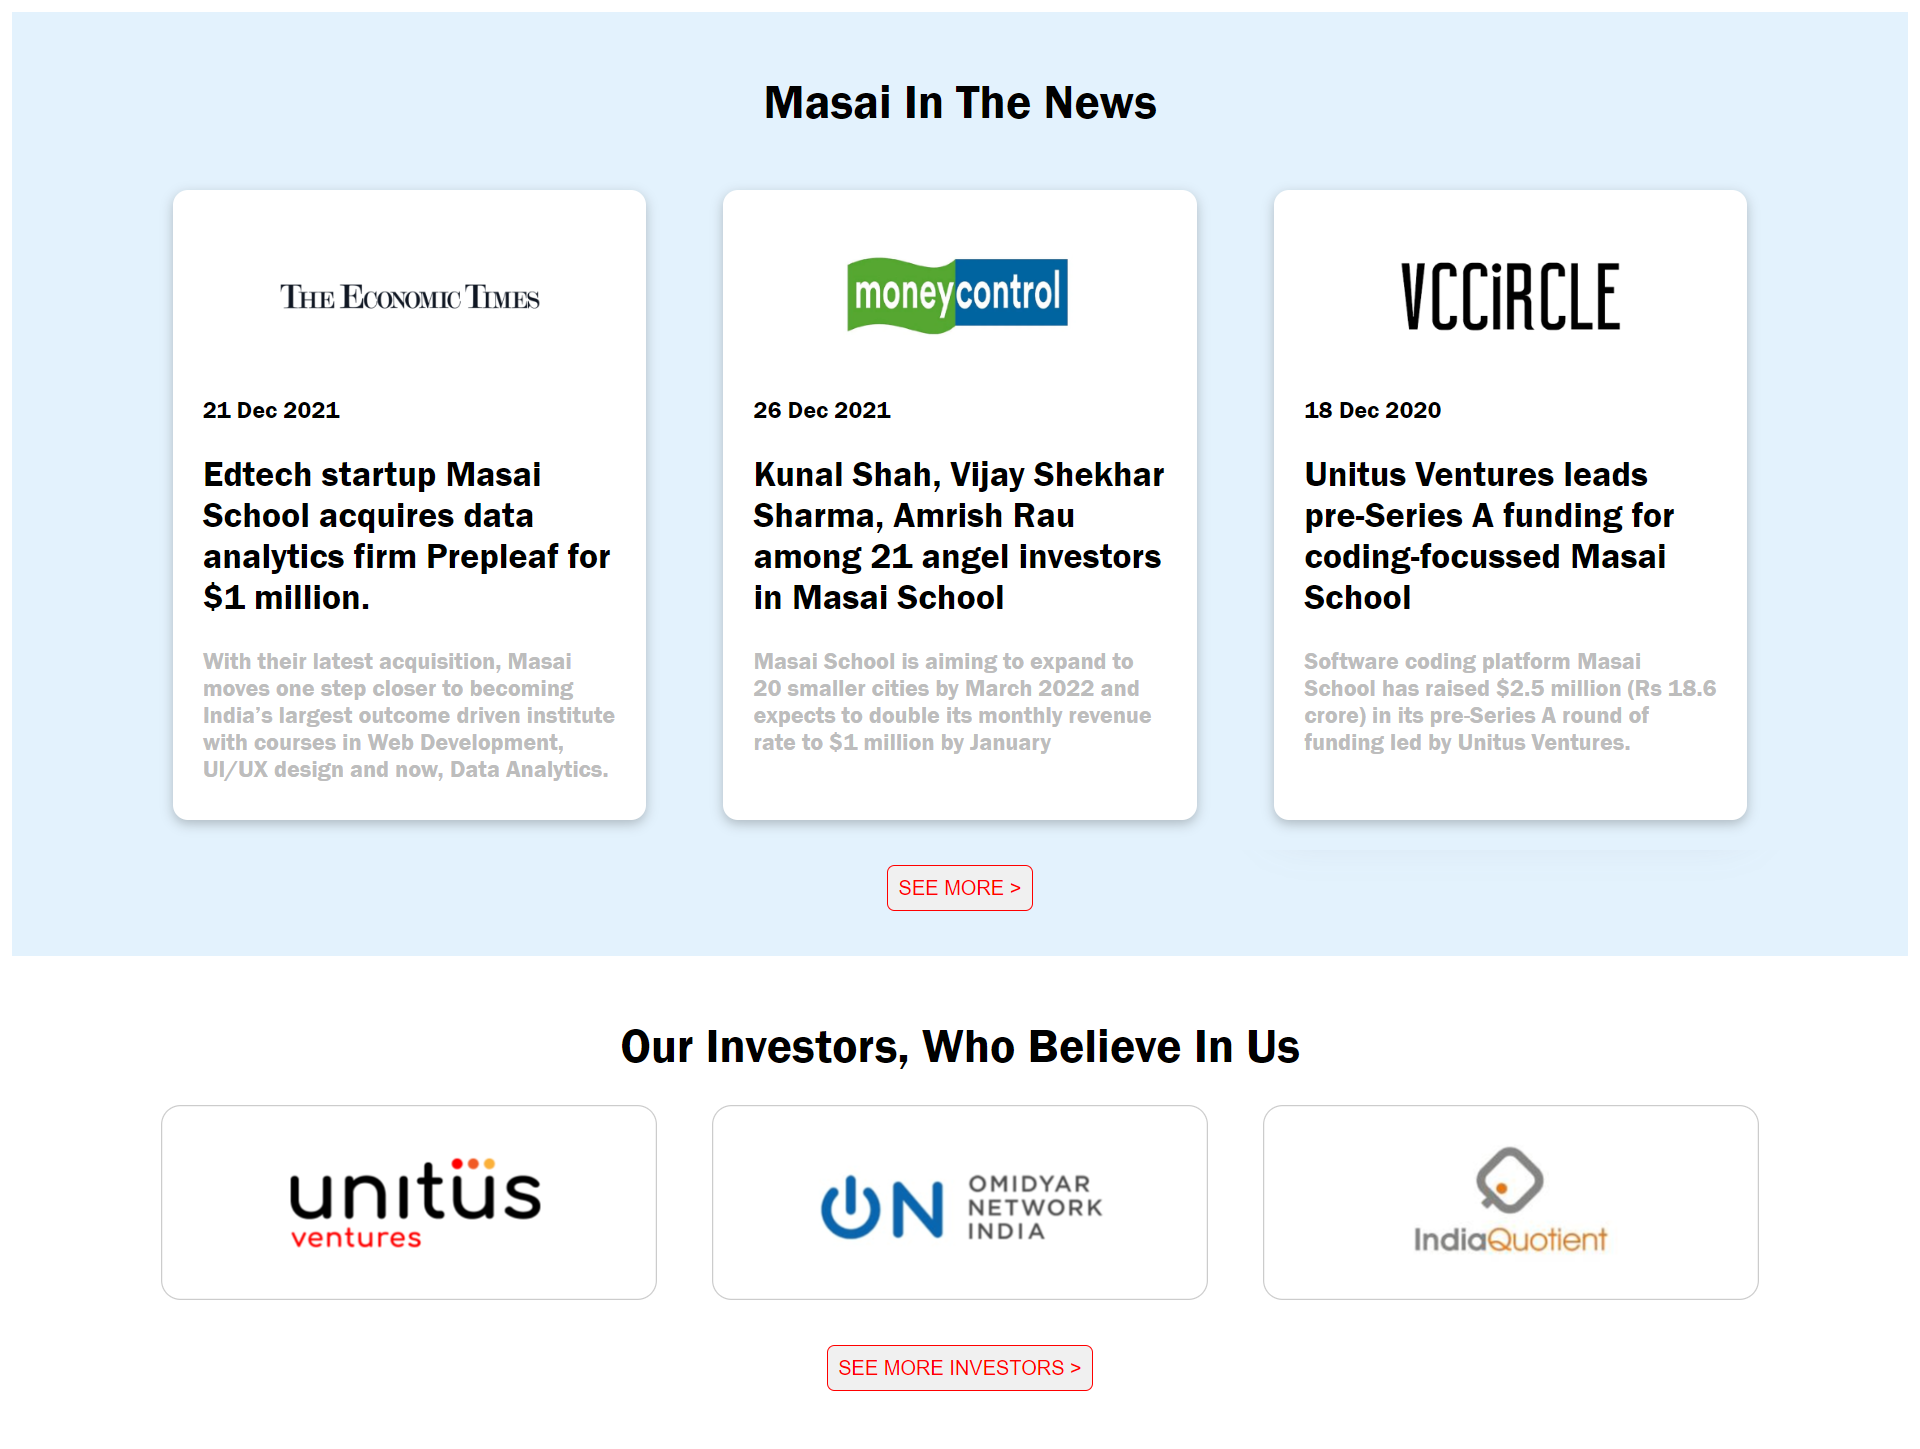 Masai In The News
THE ECONOMIC TIMES
21 Dec 2021
Edtech startup Masai
School acquires data
analytics firm Prepleaf for
$1 million.
With their latest acquisition, Masai
moves one step closer to becoming
India’s largest outcome driven institute
with courses in Web Development,
UI/UX design and now, Data Analytics.
moneycontrol
26 Dec 2021
Kunal Shah, Vijay Shekhar
Sharma, Amrish Rau
among 21 angel investors
in Masai School
Masai School is aiming to expand to
20 smaller cities by March 2022 and
expects to double its monthly revenue
rate to $1 million by January
VCCiRCLE
18 Dec 2020
Unitus Ventures leads
pre-Series A funding for
coding-focussed Masai
School
Software coding platform Masai
School has raised $2.5 million (Rs 18.6
crore) in its pre-Series A round of
funding led by Unitus Ventures.
SEE MORE >
Our Investors, Who Believe In Us
unitüs
ventures
ON
OMIDYAR
NETWORK
INDIA
IndiaQuotient
SEE MORE INVESTORS >